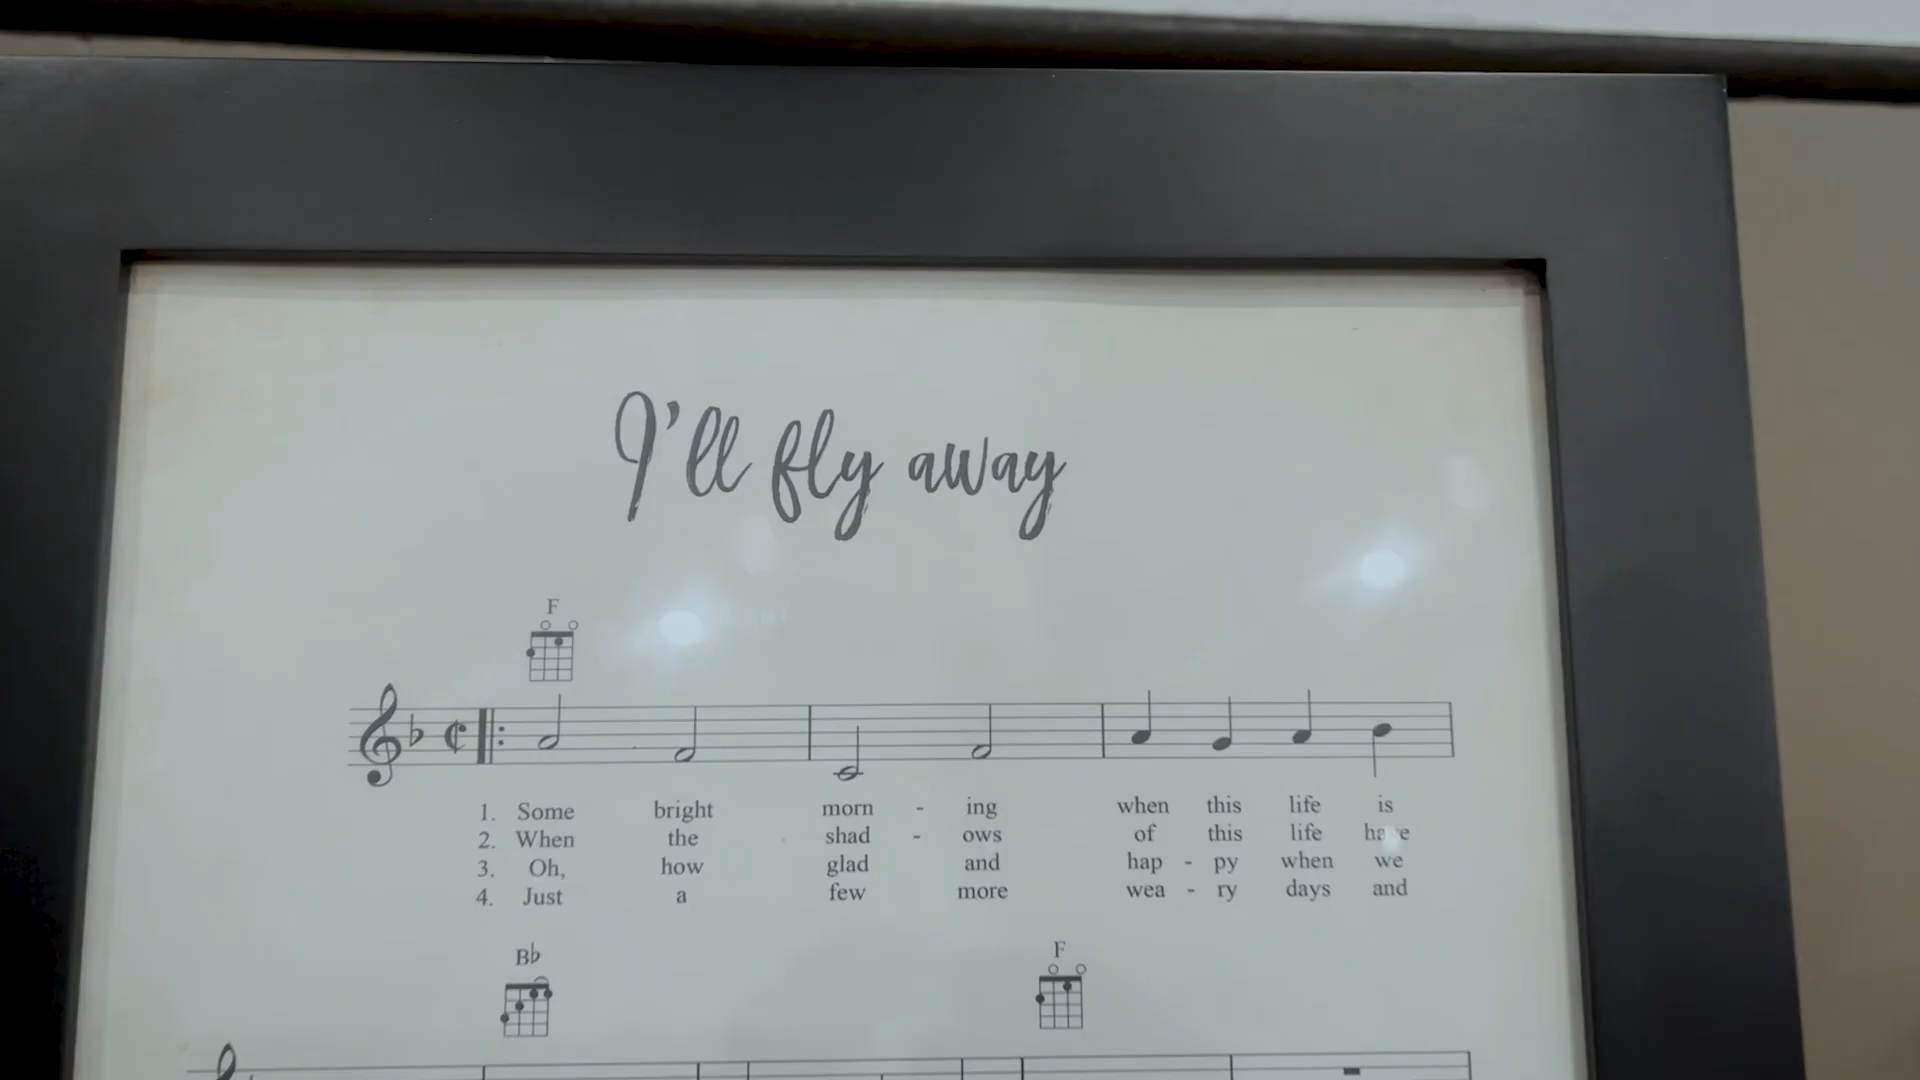 I'll fly away
F
1. Some bright morn - ing when this life is
2. When the shad - ows of this life have
3. Oh, how glad and hap - py when we
4. Just a few more wea - ry days and
B♭ F